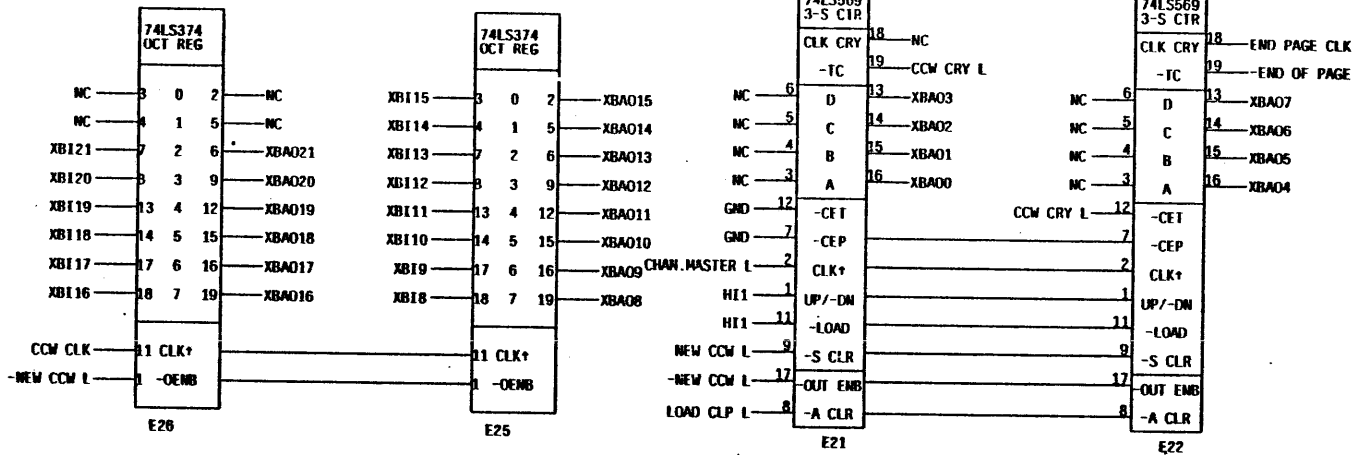 74LS374
OCT REG
NC 3 0 2 NC
NC 4 1 5 NC
XBI21 7 2 6 XBAO21
XBI20 8 3 9 XBAO20
XBI19 13 4 12 XBAO19
XBI18 14 5 15 XBAO18
XBI17 17 6 16 XBAO17
XBI16 18 7 19 XBAO16
CCW CLK 11 CLK↑
-NEW CCW L 1 -OENB
E26
74LS374
OCT REG
XBI15 3 0 2 XBAO15
XBI14 4 1 5 XBAO14
XBI13 7 2 6 XBAO13
XBI12 8 3 9 XBAO12
XBI11 13 4 12 XBAO11
XBI10 14 5 15 XBAO10
XBI9 17 6 16 XBAO9
XBI8 18 7 19 XBAO8
11 CLK↑
1 -OENB
E25
74LS569
3-S CTR
CLK CRY 18 NC
-TC 19 CCW CRY L
NC 6 D 13 XBAO3
NC 5 C 14 XBAO2
NC 4 B 15 XBAO1
NC 3 A 16 XBAO0
GND 12 -CET
GND 7 -CEP
CHAN.MASTER L 2 CLK↑
HI1 1 UP/-DN
HI1 11 -LOAD
NEW CCW L 9 -S CLR
-NEW CCW L 17 -OUT ENB
LOAD CLP L 8 -A CLR
E21
74LS569
3-S CTR
CLK CRY 18 END PAGE CLK
-TC 19 -END OF PAGE
NC 6 D 13 XBAO7
NC 5 C 14 XBAO6
NC 4 B 15 XBAO5
NC 3 A 16 XBAO4
CCW CRY L 12 -CET
7 -CEP
2 CLK↑
1 UP/-DN
11 -LOAD
9 -S CLR
17 -OUT ENB
8 -A CLR
E22